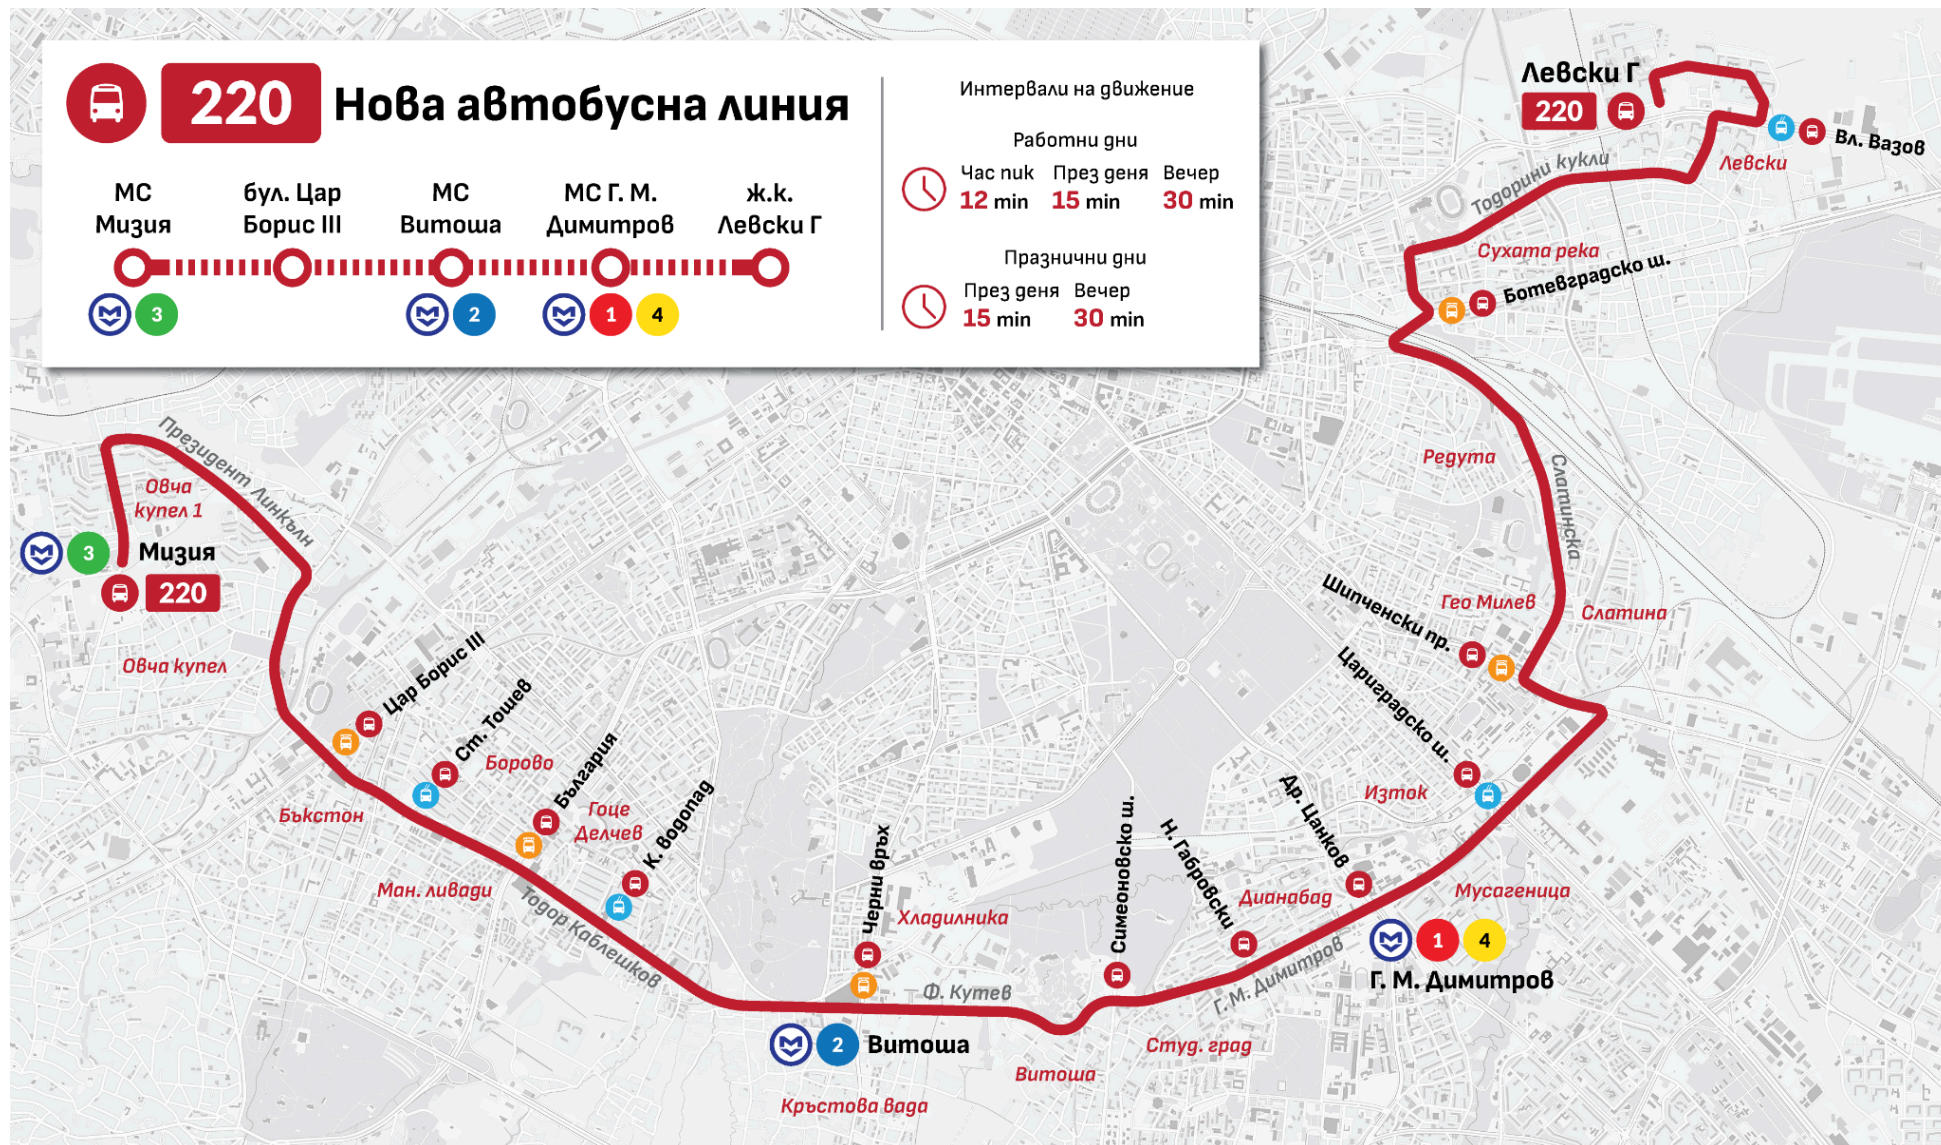 220 Нова автобусна линия
МС
Мизия
бул. Цар
Борис III
МС
Витоша
МС Г. М.
Димитров
ж.к.
Левски Г
3
2
1
4
Интервали на движение
Работни дни
Час пик През деня Вечер
12 min 15 min 30 min
Празнични дни
През деня Вечер
15 min 30 min
Левски Г
220
Вл. Вазов
Левски
Тодорини кукли
Сухата река
Ботевградско ш.
Редута
Слатинска
Гео Милев
Слатина
Шипченски пр.
Цариградско ш.
Изток
Др. Цанков
Мусагеница
Дианабад
Н. Габровски
1 4
Г. М. Димитров
Г. М. Димитров
Симеоновско ш.
Студ. град
Витоша
Ф. Кутев
Хладилника
Черни връх
2 Витоша
Кръстова вада
К. Водопад
Тодор Каблешков
Гоце
Делчев
България
Ман. ливади
Борово
Ст. Тошев
Бъкстон
Цар Борис III
Овча купел
Президент Линкълн
Овча
купел 1
3 Мизия
220